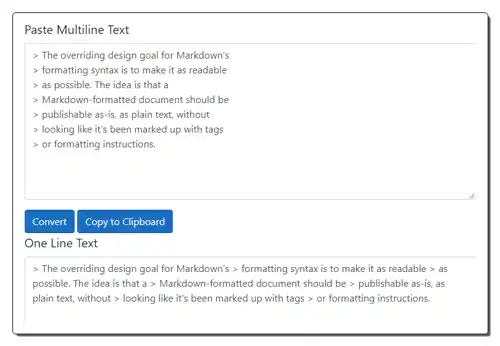 Paste Multiline Text
> The overriding design goal for Markdown's
> formatting syntax is to make it as readable
> as possible. The idea is that a
> Markdown-formatted document should be
> publishable as-is, as plain text, without
> looking like it's been marked up with tags
> or formatting instructions.
Convert
Copy to Clipboard
One Line Text
> The overriding design goal for Markdown's > formatting syntax is to make it as readable > as
possible. The idea is that a > Markdown-formatted document should be > publishable as-is, as
plain text, without > looking like it's been marked up with tags > or formatting instructions.